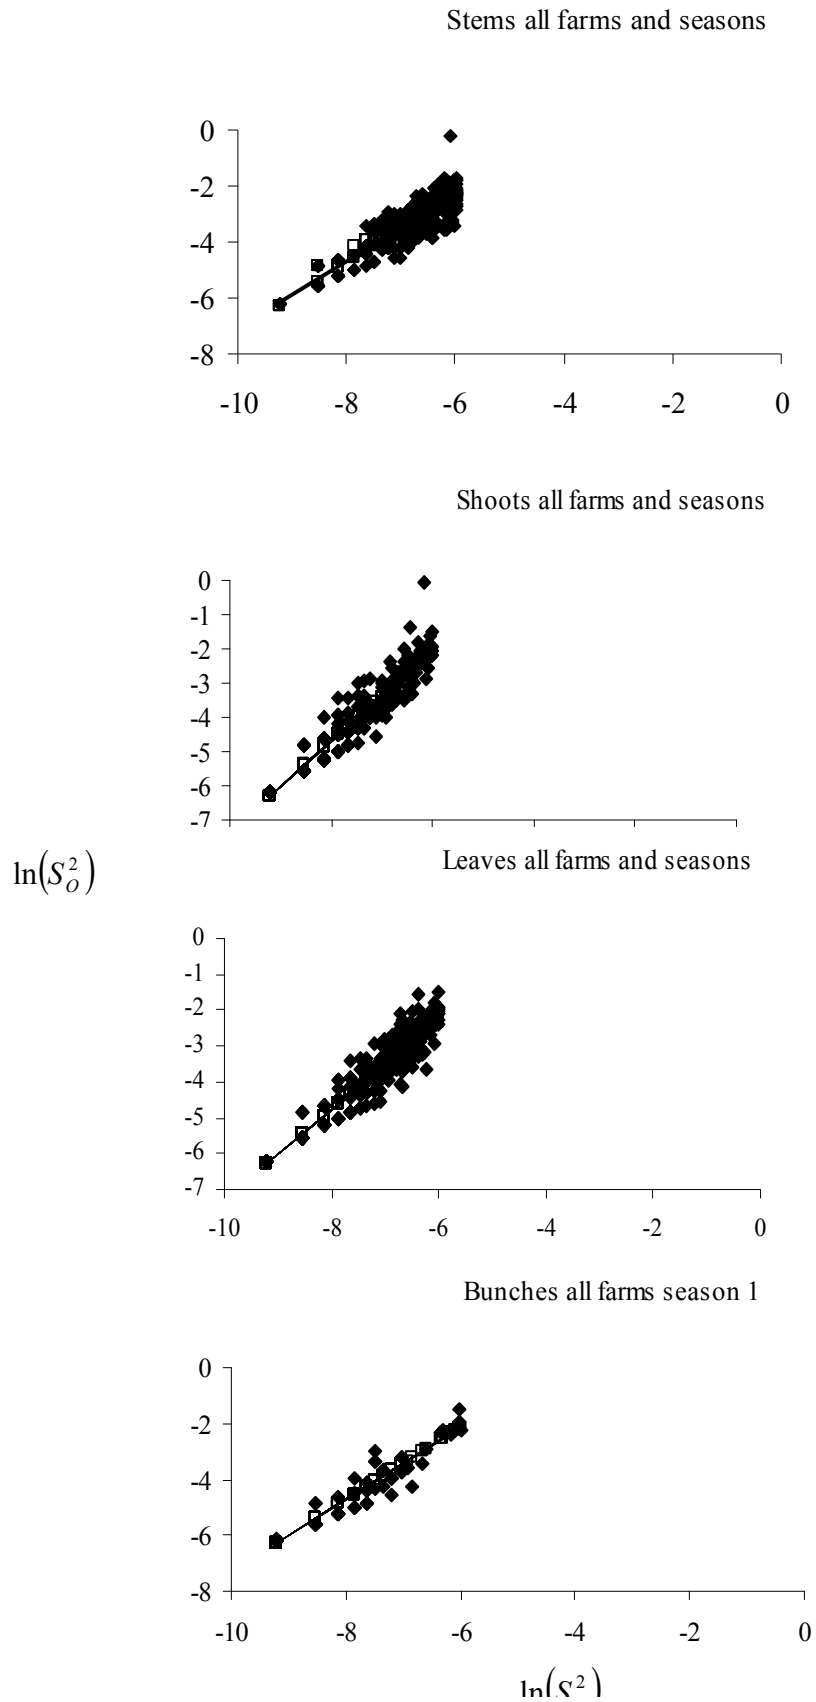 Stems all farms and seasons
0
-2
-4
-6
-8
-10 -8 -6 -4 -2 0
Shoots all farms and seasons
0
-1
-2
-3
-4
-5
-6
-7
ln(S_O^2)
Leaves all farms and seasons
0
-1
-2
-3
-4
-5
-6
-7
-10 -8 -6 -4 -2 0
Bunches all farms season 1
0
-2
-4
-6
-8
-10 -8 -6 -4 -2 0
ln(S^2)